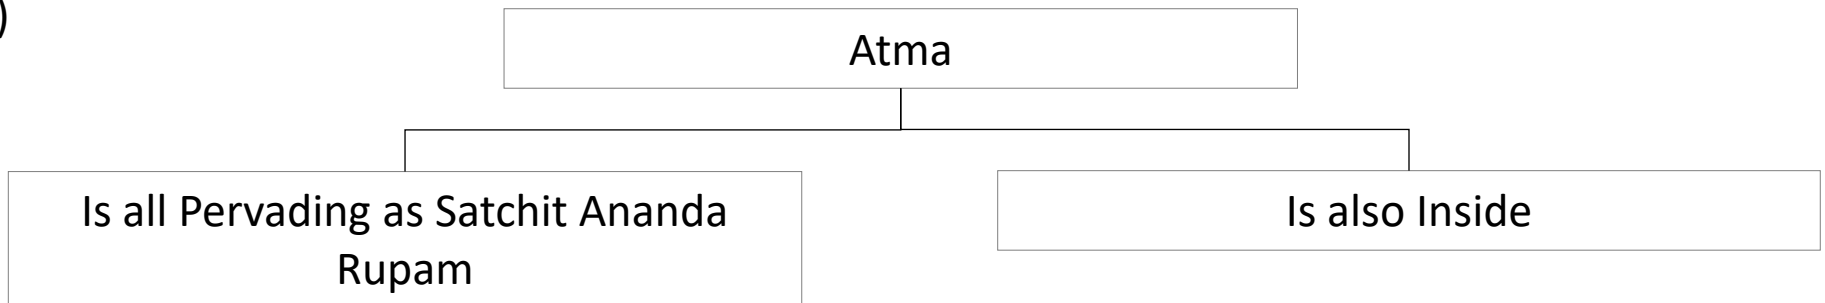 )
Atma
Is all Pervading as Satchit Ananda
Rupam
Is also Inside